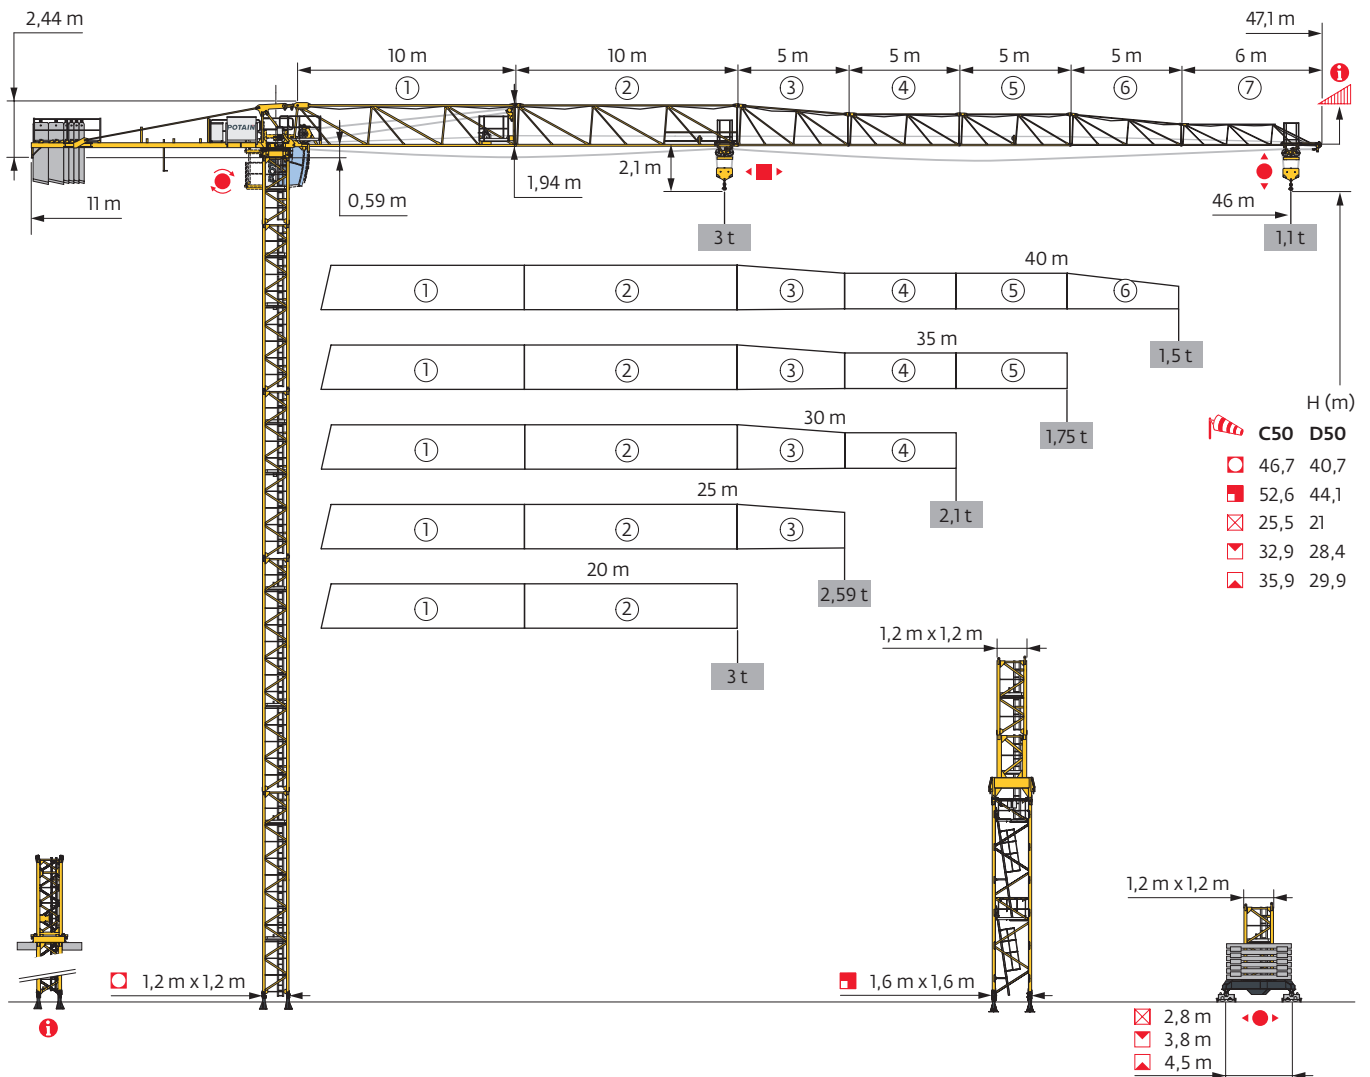 2,44 m
47,1 m
10 m 10 m 5 m 5 m 5 m 5 m 6 m
1 2 3 4 5 6 7
i
POTAIN
2,1 m
1,94 m
11 m
0,59 m
46 m
3 t
1,1 t
40 m
1 2 3 4 5 6
1,5 t
35 m
1 2 3 4 5
1,75 t
30 m
1 2 3 4
2,1 t
25 m
1 2 3
2,59 t
20 m
1 2
3 t
H (m)
C50 D50
46,7 40,7
52,6 44,1
25,5 21
32,9 28,4
35,9 29,9
1,2 m x 1,2 m
1,2 m x 1,2 m
1,2 m x 1,2 m
1,6 m x 1,6 m
i
2,8 m
3,8 m
4,5 m